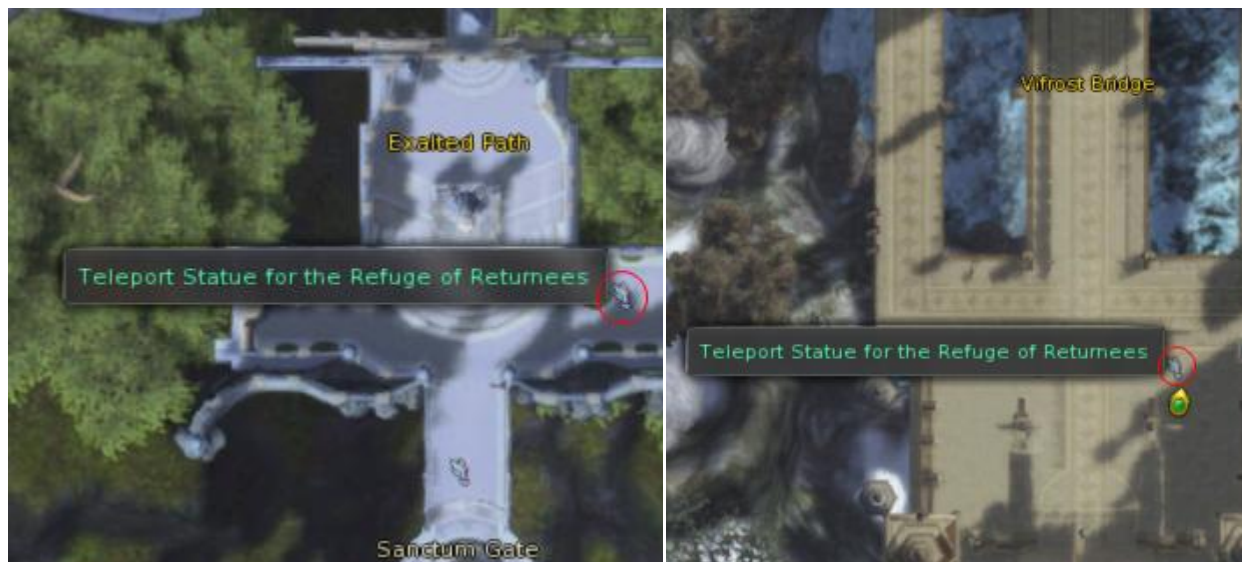 Exalted Path
Teleport Statue for the Refuge of Returnees
Sanctum Gate
Vifrost Bridge
Teleport Statue for the Refuge of Returnees